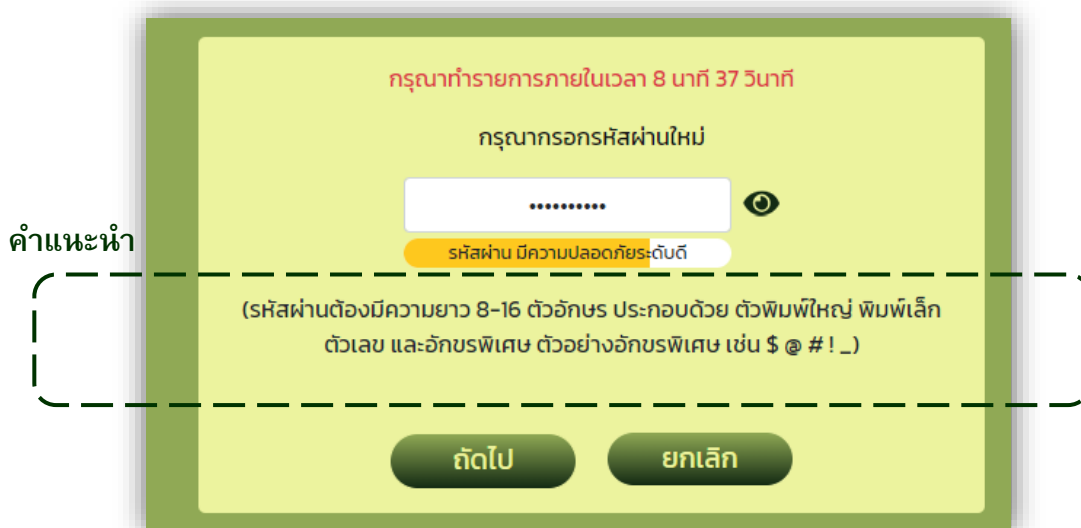 กรุณาทำรายการภายในเวลา 8 นาที 37 วินาที
กรุณากรอกรหัสผ่านใหม่
••••••••••
รหัสผ่าน มีความปลอดภัยระดับดี
คำแนะนำ
(รหัสผ่านต้องมีความยาว 8-16 ตัวอักษร ประกอบด้วย ตัวพิมพ์ใหญ่ พิมพ์เล็ก
ตัวเลข และอักขรพิเศษ ตัวอย่างอักขรพิเศษ เช่น $ @ # ! _)
ถัดไป ยกเลิก